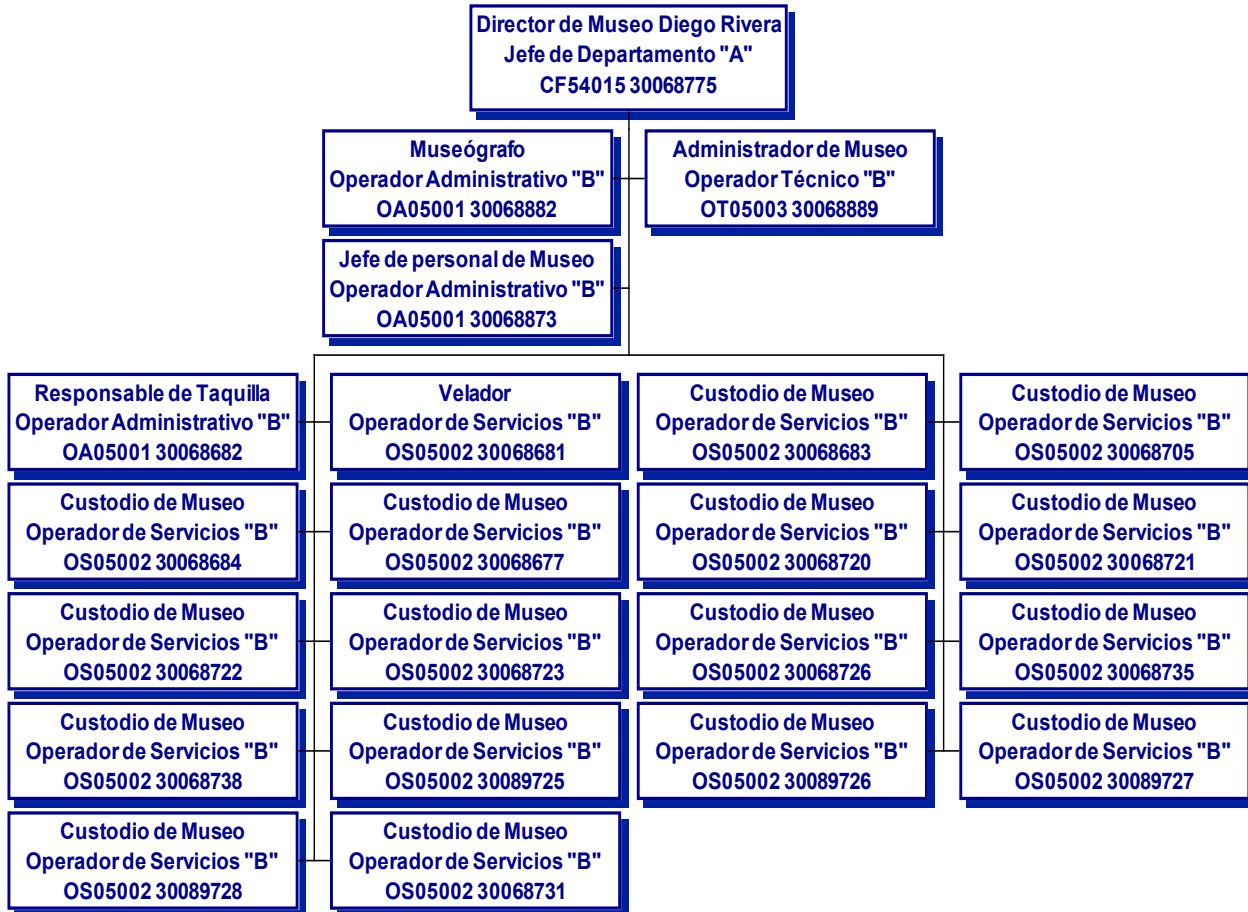 Director de Museo Diego Rivera
Jefe de Departamento "A"
CF54015 30068775
Museógrafo
Operador Administrativo "B"
OA05001 30068882
Administrador de Museo
Operador Técnico "B"
OT05003 30068889
Jefe de personal de Museo
Operador Administrativo "B"
OA05001 30068873
Responsable de Taquilla
Operador Administrativo "B"
OA05001 30068682
Velador
Operador de Servicios "B"
OS05002 30068681
Custodio de Museo
Operador de Servicios "B"
OS05002 30068683
Custodio de Museo
Operador de Servicios "B"
OS05002 30068705
Custodio de Museo
Operador de Servicios "B"
OS05002 30068684
Custodio de Museo
Operador de Servicios "B"
OS05002 30068677
Custodio de Museo
Operador de Servicios "B"
OS05002 30068720
Custodio de Museo
Operador de Servicios "B"
OS05002 30068721
Custodio de Museo
Operador de Servicios "B"
OS05002 30068722
Custodio de Museo
Operador de Servicios "B"
OS05002 30068723
Custodio de Museo
Operador de Servicios "B"
OS05002 30068726
Custodio de Museo
Operador de Servicios "B"
OS05002 30068735
Custodio de Museo
Operador de Servicios "B"
OS05002 30068738
Custodio de Museo
Operador de Servicios "B"
OS05002 30089725
Custodio de Museo
Operador de Servicios "B"
OS05002 30089726
Custodio de Museo
Operador de Servicios "B"
OS05002 30089727
Custodio de Museo
Operador de Servicios "B"
OS05002 30089728
Custodio de Museo
Operador de Servicios "B"
OS05002 30068731